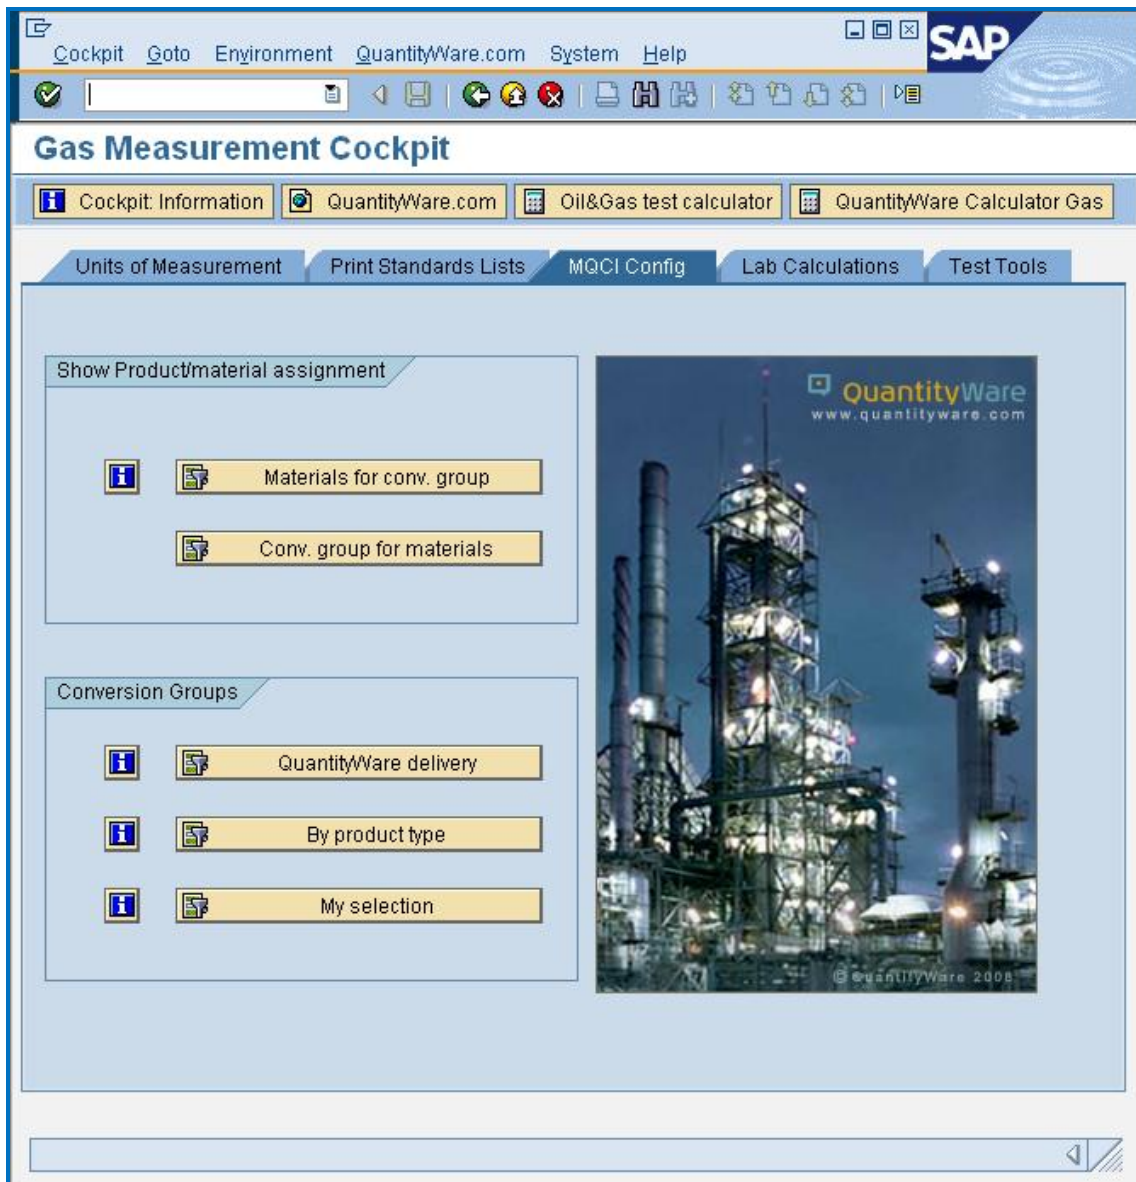 Cockpit Goto Environment QuantityWare.com System Help
SAP
Gas Measurement Cockpit
Cockpit: Information QuantityWare.com Oil&Gas test calculator QuantityWare Calculator Gas
Units of Measurement Print Standards Lists MQCI Config Lab Calculations Test Tools
Show Product/material assignment
Materials for conv. group
Conv. group for materials
QuantityWare
www.quantityware.com
Conversion Groups
QuantityWare delivery
By product type
My selection
© QuantityWare 2008